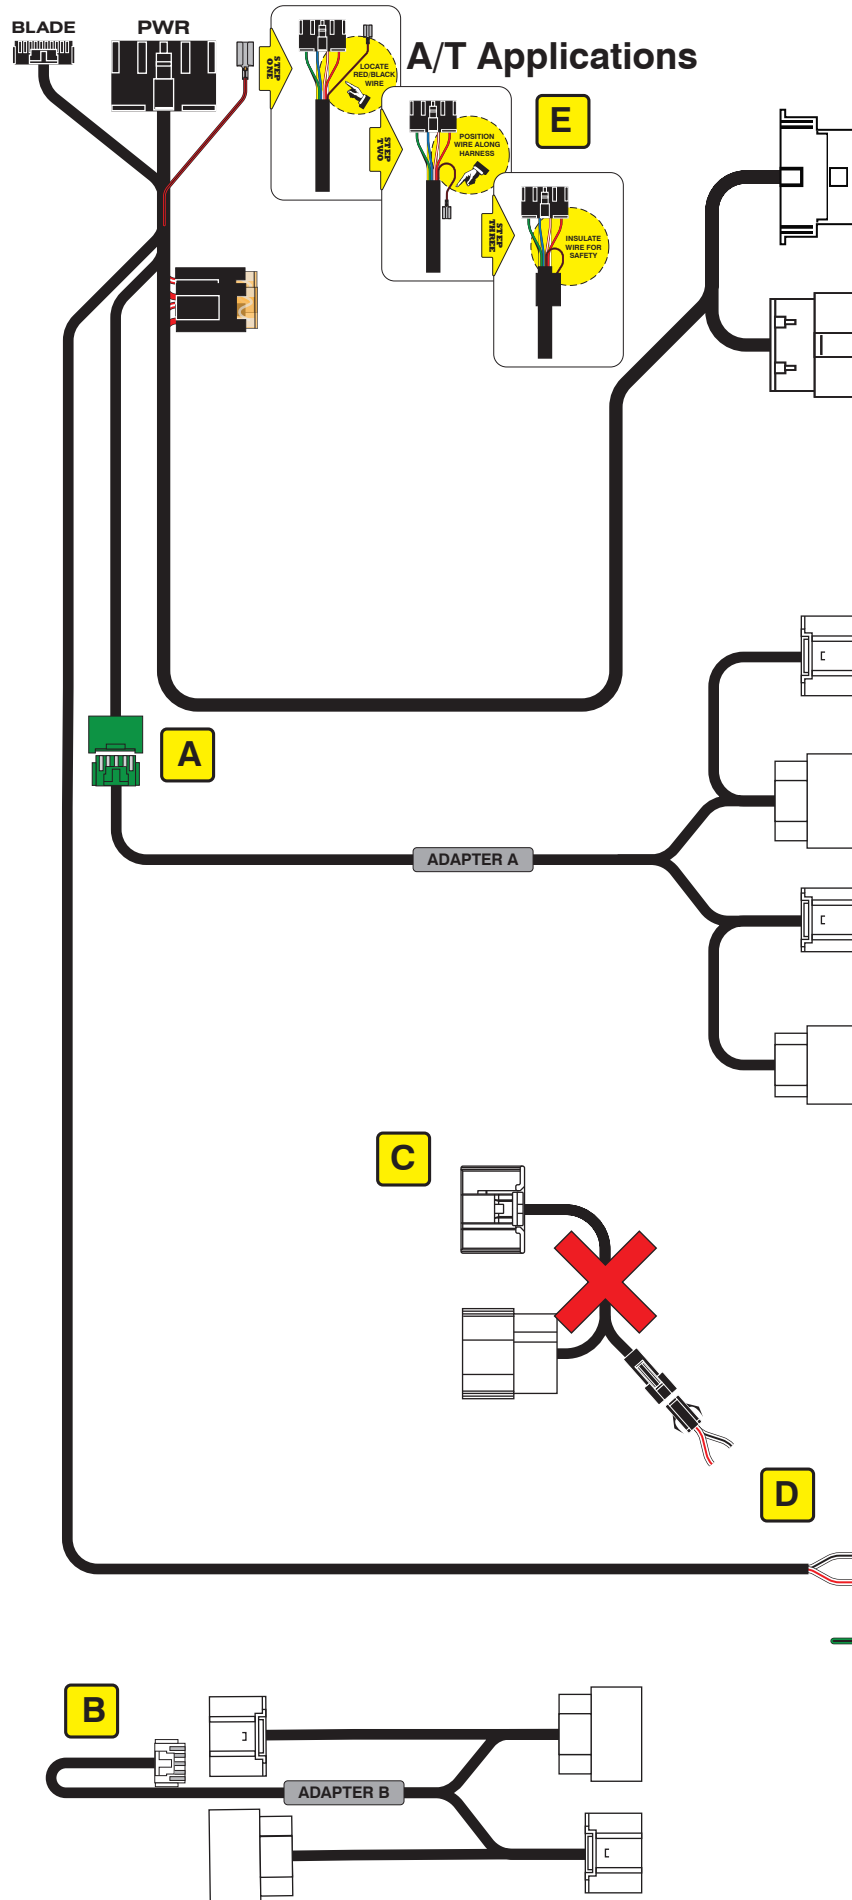 BLADE
PWR
A/T Applications
STEP
ONE
LOCATE
RED/BLACK
WIRE
E
STEP
TWO
POSITION
WIRE ALONG
HARNESS
STEP
THREE
INSULATE
WIRE FOR
SAFETY
A
ADAPTER A
C
D
B
ADAPTER B